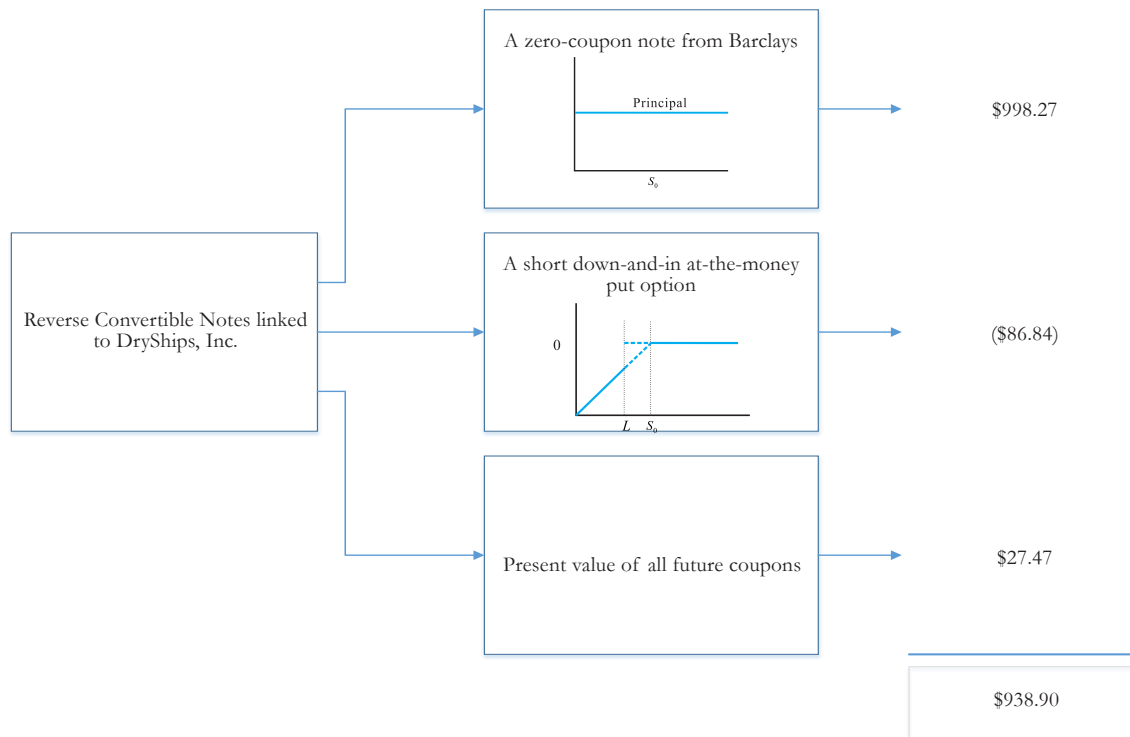 Reverse Convertible Notes linked
to DryShips, Inc.
A zero-coupon note from Barclays
Principal
S₀
$998.27
A short down-and-in at-the-money
put option
0
L S₀
($86.84)
Present value of all future coupons
$27.47
$938.90